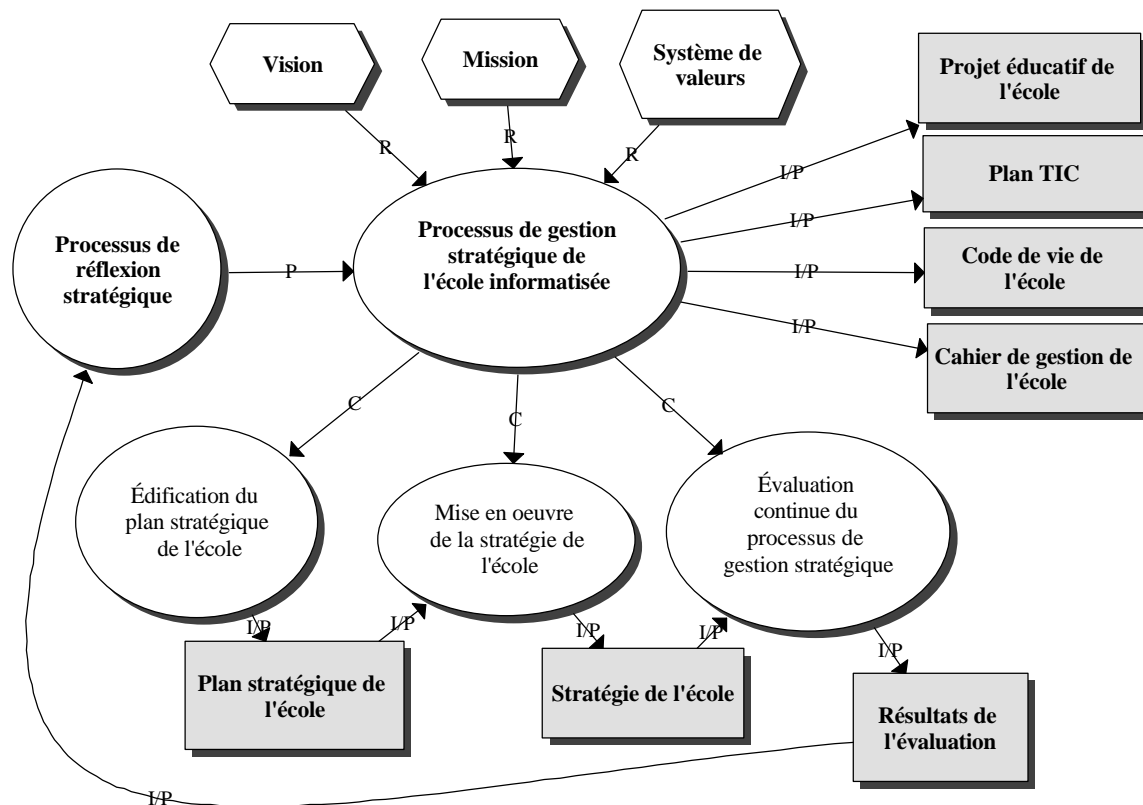 Vision
Mission
Système de
valeurs
Projet éducatif de
l'école
R
R
R
I/P
Plan TIC
I/P
Processus de
réflexion
stratégique
P
Processus de gestion
stratégique de
l'école informatisée
I/P
Code de vie de
l'école
I/P
Cahier de gestion de
l'école
C
C
C
Édification du
plan stratégique
de l'école
Mise en oeuvre
de la stratégie de
l'école
Évaluation
continue du
processus de
gestion stratégique
I/P
I/P
I/P
I/P
I/P
Plan stratégique de
l'école
Stratégie de l'école
Résultats de
l'évaluation
I/P